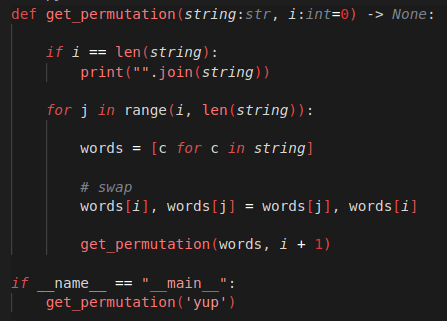 def get_permutation(string:str, i:int=0) -> None:
    if i == len(string):
        print("".join(string))
    for j in range(i, len(string)):
        words = [c for c in string]
        # swap
        words[i], words[j] = words[j], words[i]
        get_permutation(words, i + 1)
if __name__ == "__main__":
    get_permutation('yup')